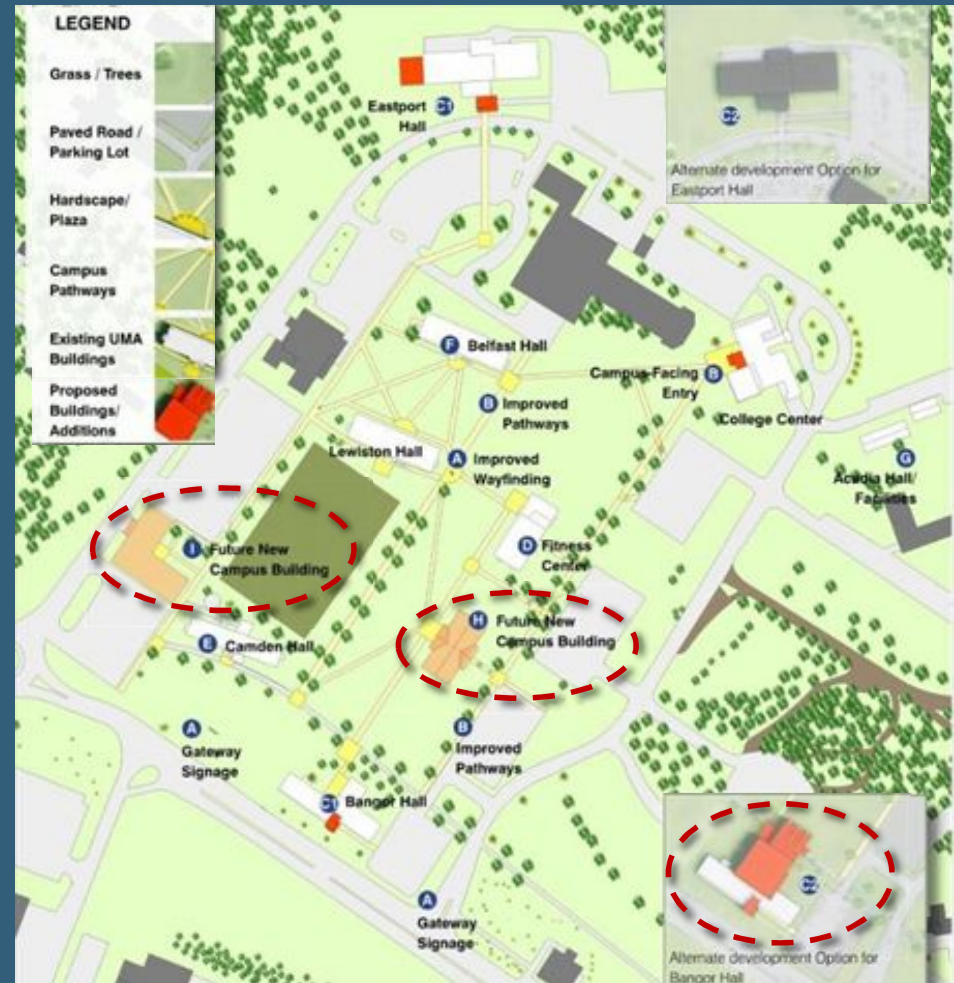 LEGEND
Grass / Trees
Paved Road /
Parking Lot
Hardscape/
Plaza
Campus
Pathways
Existing UMA
Buildings
Proposed
Buildings/
Additions
Eastport
Hall
C1
C2
Alternate development Option for
Eastport Hall
F Belfast Hall
Campus-Facing
Entry
B
College Center
B Improved
Pathways
Lewiston Hall
A Improved
Wayfinding
G
Acadia Hall/
Facilities
D Fitness
Center
I Future New
Campus Building
H Future New
Campus Building
E Camden Hall
A
Gateway
Signage
B
Improved
Pathways
C1 Bangor Hall
A
Gateway
Signage
C2
Alternate development Option for
Bangor Hall